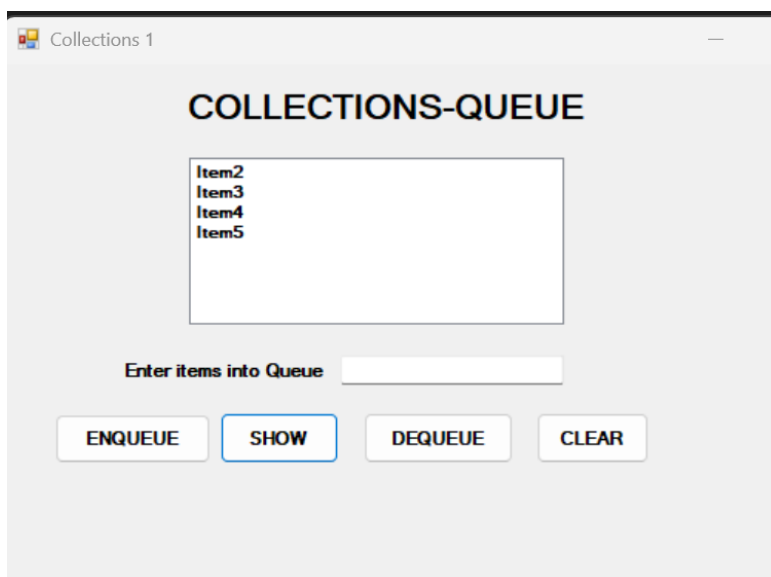 Collections 1
COLLECTIONS-QUEUE
Item2
Item3
Item4
Item5
Enter items into Queue
ENQUEUE SHOW DEQUEUE CLEAR